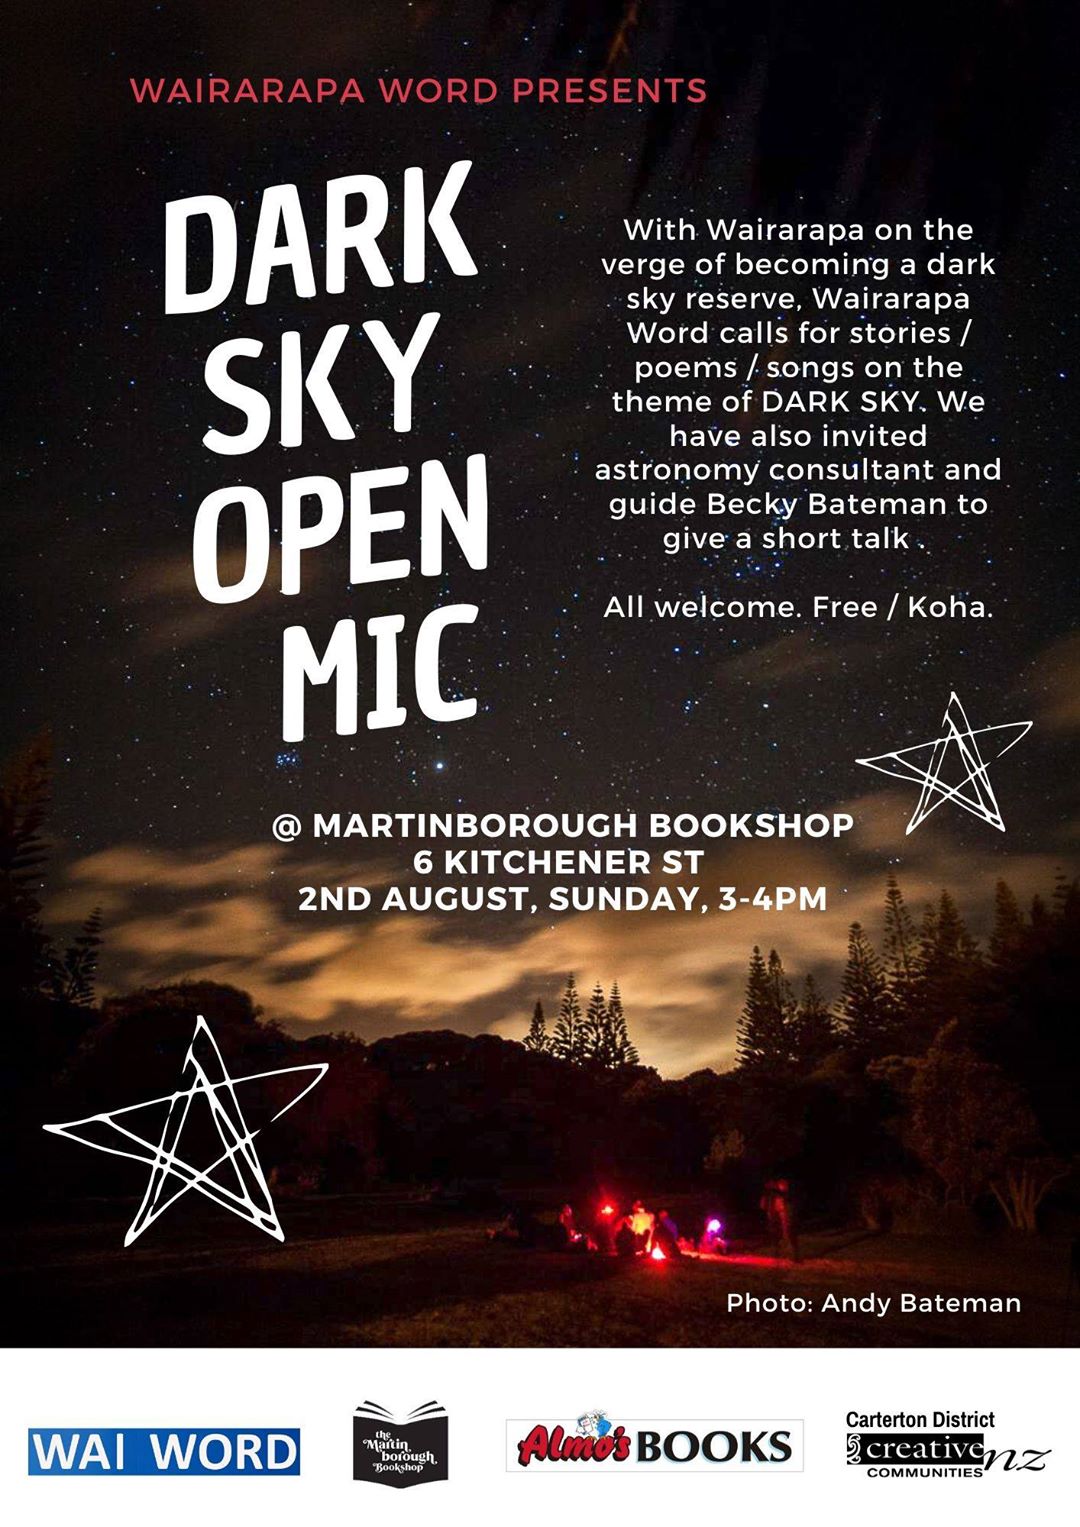 WAIRARAPA WORD PRESENTS
DARK
SKY
OPEN
MIC
With Wairarapa on the
verge of becoming a dark
sky reserve, Wairarapa
Word calls for stories /
poems / songs on the
theme of DARK SKY. We
have also invited
astronomy consultant and
guide Becky Bateman to
give a short talk .
All welcome. Free / Koha.
@ MARTINBOROUGH BOOKSHOP
6 KITCHENER ST
2ND AUGUST, SUNDAY, 3-4PM
Photo: Andy Bateman
WAI WORD
the
Martin
borough
Bookshop
Almo's BOOKS
Carterton District
creative nz
COMMUNITIES